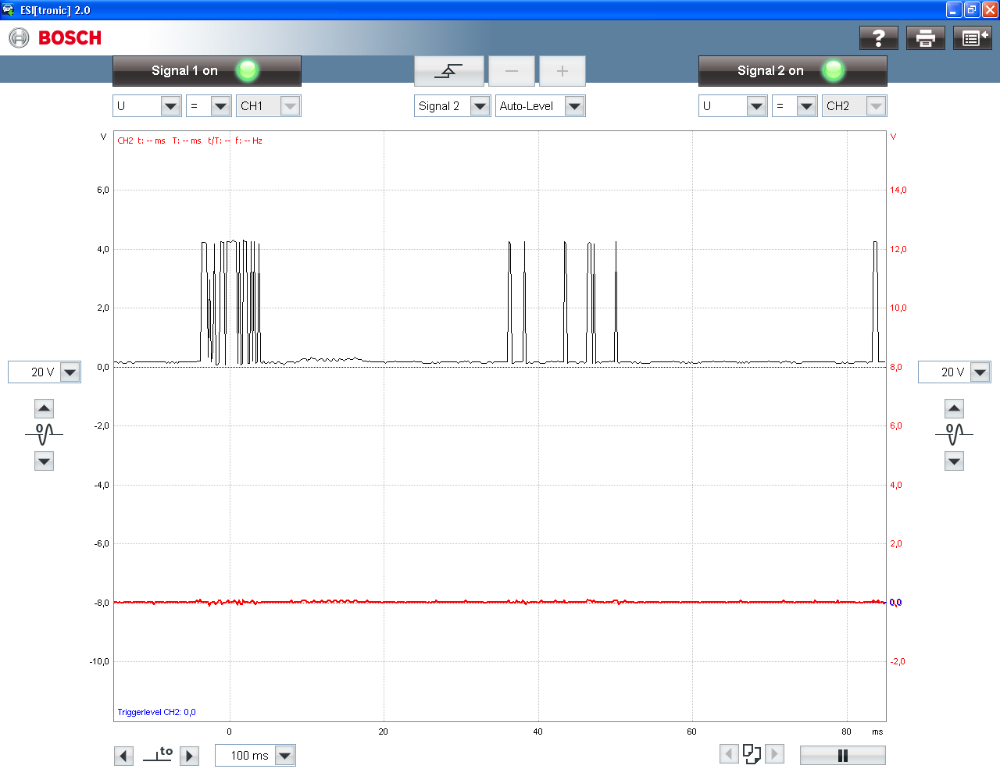 ESI[tronic] 2.0
BOSCH
?
Signal 1 on
− +
Signal 2 on
U = CH1
Signal 2 Auto-Level
U = CH2
V
CH2 t: -- ms T: -- ms t/T: -- f: -- Hz
V
6,0 14,0
4,0 12,0
2,0 10,0
0,0 8,0
20 V 20 V
-2,0 6,0
0 0
-4,0 4,0
-6,0 2,0
-8,0 0,0
-10,0 -2,0
Triggerlevel CH2: 0,0
0 20 40 60 80 ms
to
100 ms